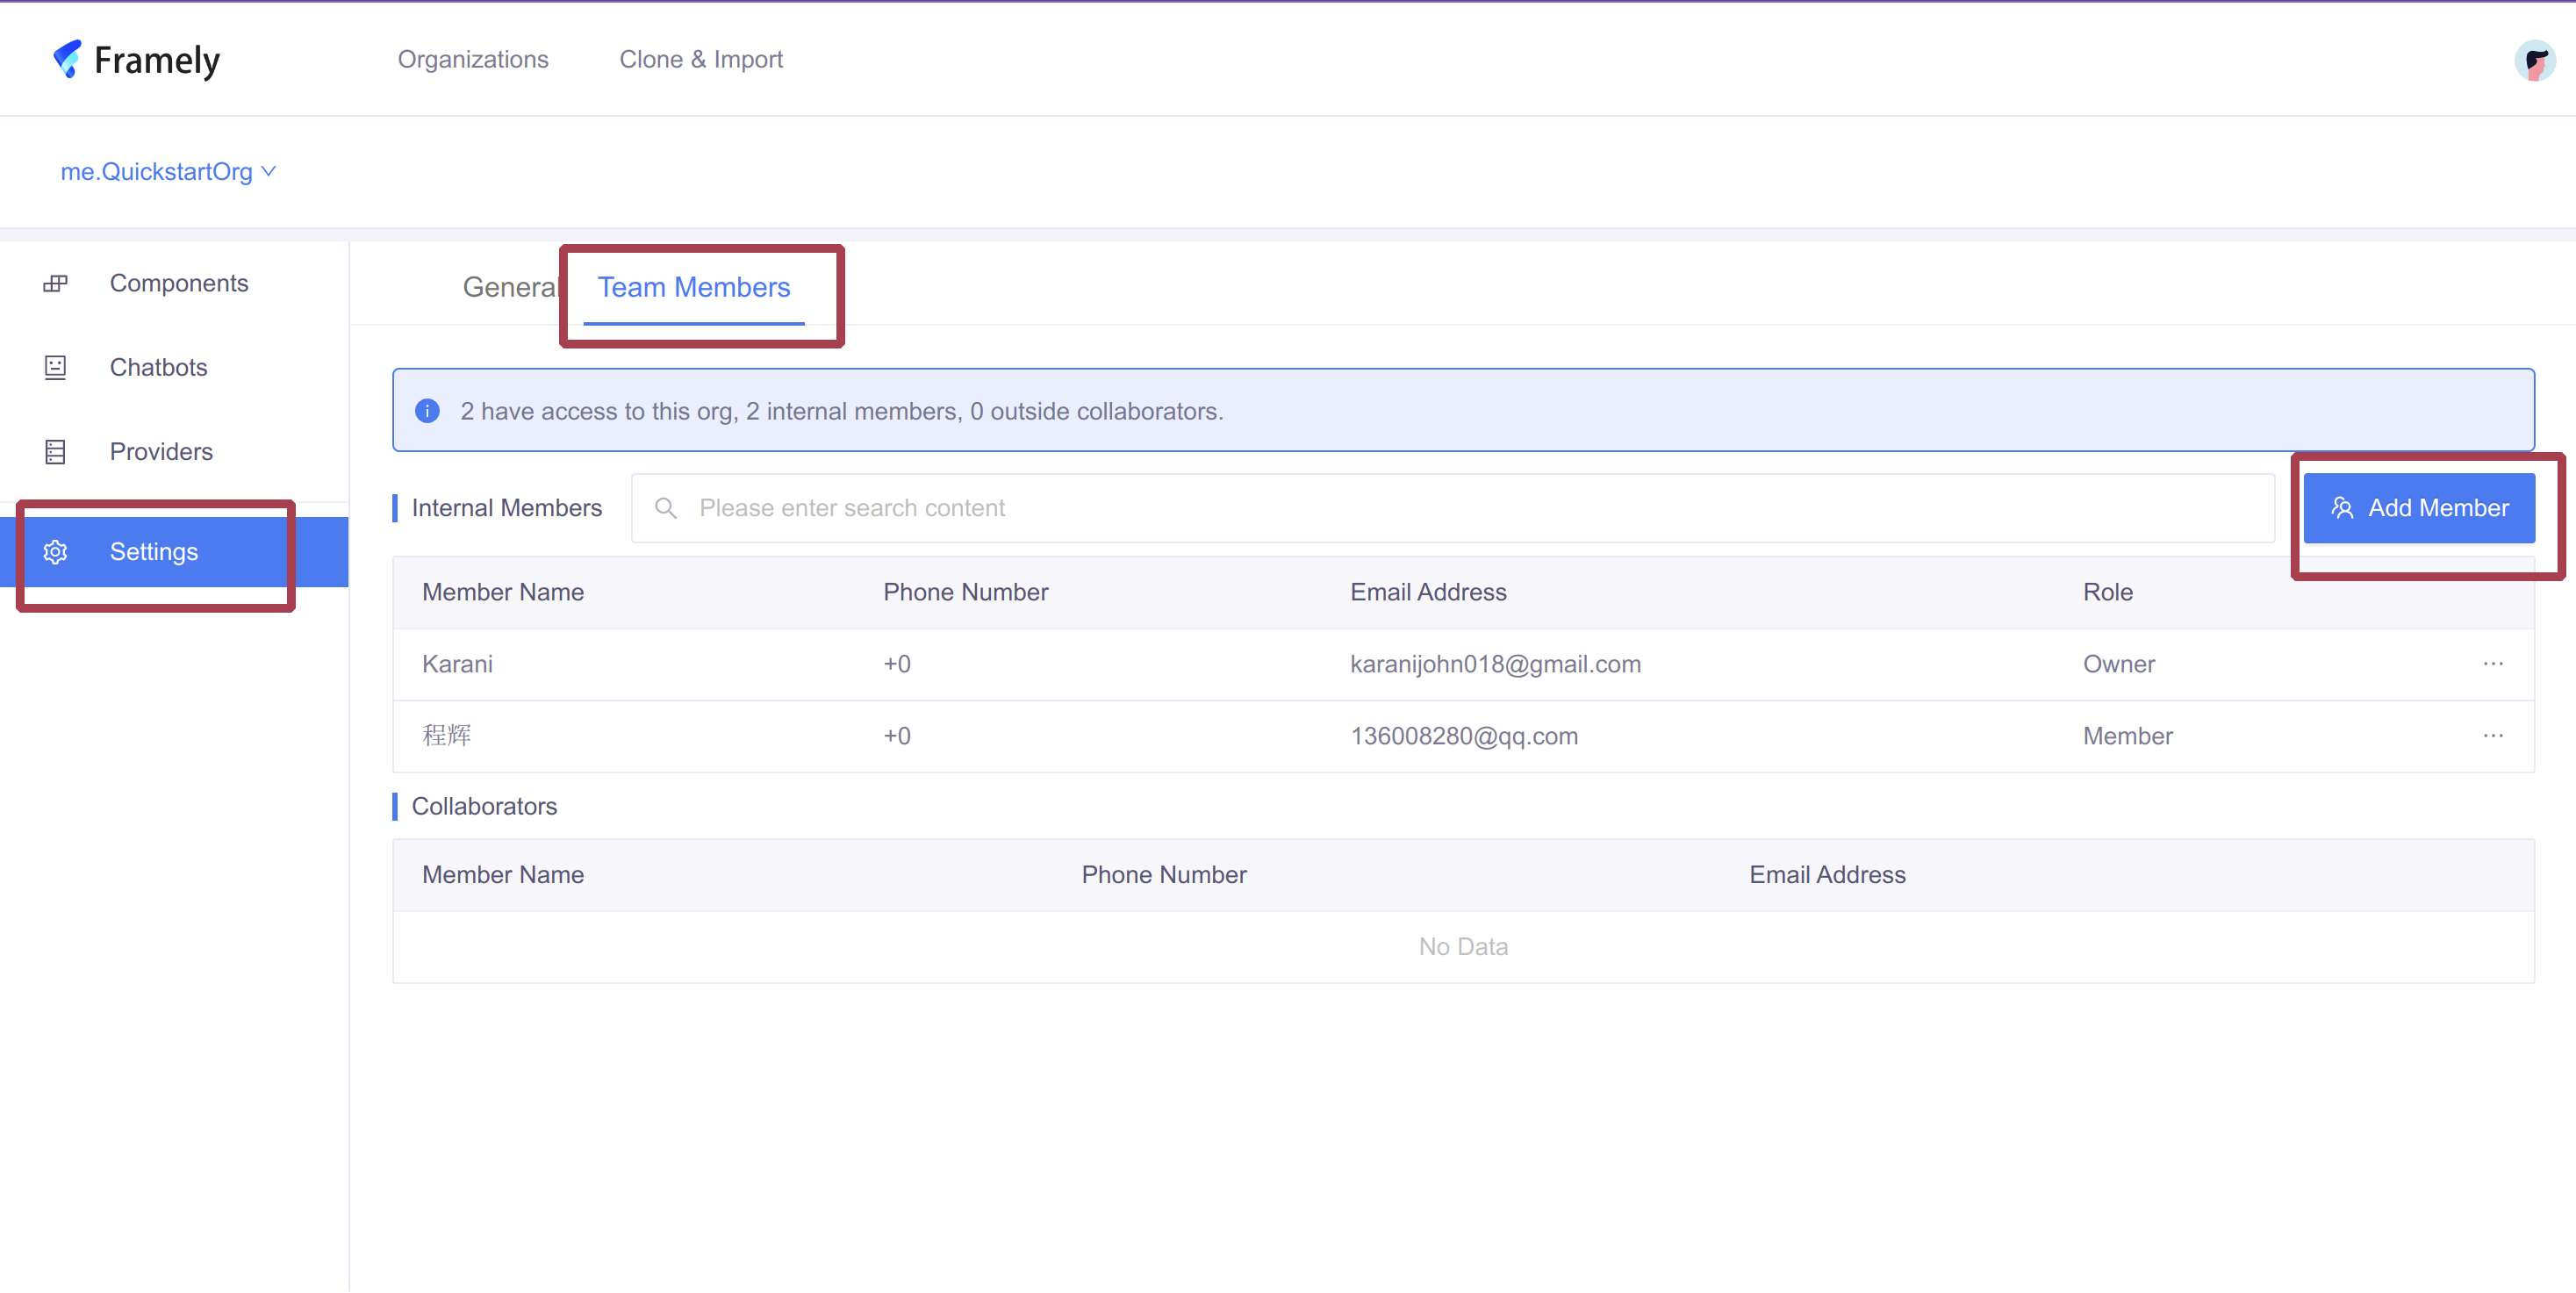 Framely
Organizations
Clone & Import
me.QuickstartOrg
Components
Chatbots
Providers
Settings
General
Team Members
2 have access to this org, 2 internal members, 0 outside collaborators.
Internal Members
Please enter search content
Add Member
Member Name Phone Number Email Address Role
Karani +0 karanijohn018@gmail.com Owner ...
程辉 +0 136008280@qq.com Member ...
Collaborators
Member Name Phone Number Email Address
No Data